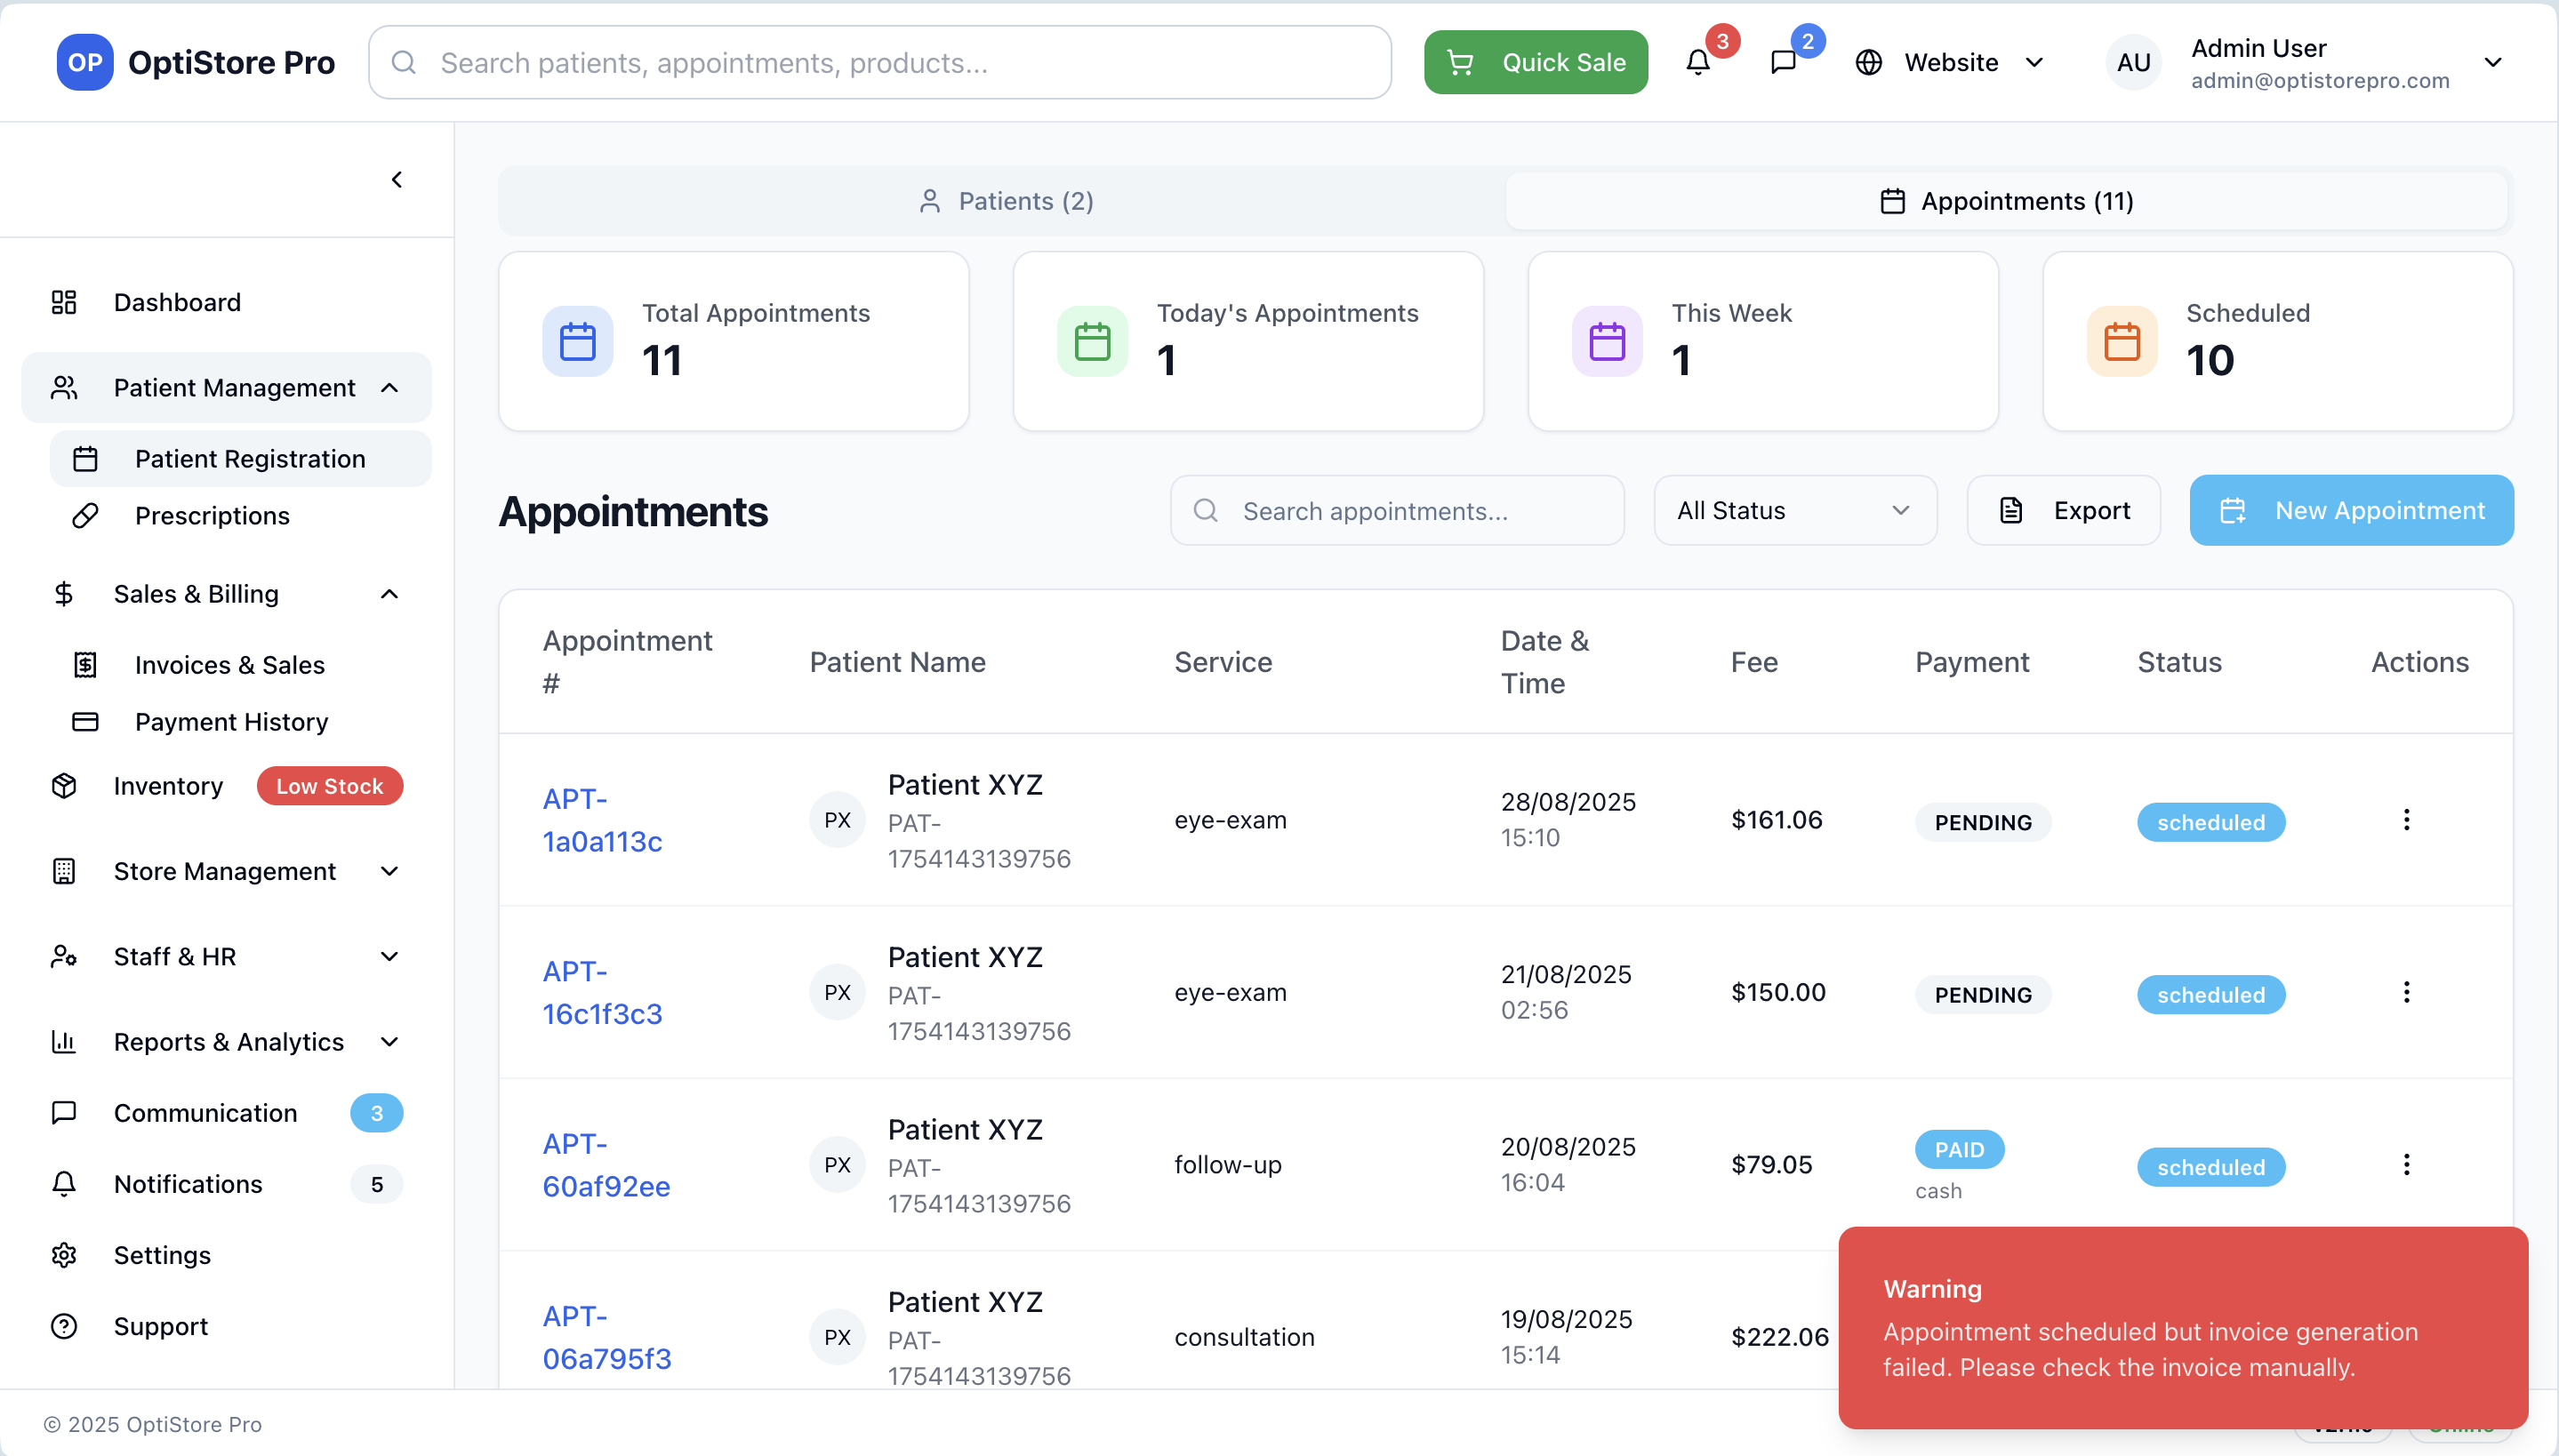 OP OptiStore Pro
Search patients, appointments, products...
Quick Sale
3
2
Website
AU
Admin User
admin@optistorepro.com
Dashboard
Patient Management
Patient Registration
Prescriptions
Sales & Billing
Invoices & Sales
Payment History
Inventory Low Stock
Store Management
Staff & HR
Reports & Analytics
Communication 3
Notifications 5
Settings
Support
Patients (2)
Appointments (11)
Total Appointments
11
Today's Appointments
1
This Week
1
Scheduled
10
Appointments
Search appointments...
All Status
Export
New Appointment
Appointment
#
Patient Name
Service
Date &
Time
Fee
Payment
Status
Actions
APT-
1a0a113c
PX
Patient XYZ
PAT-
1754143139756
eye-exam
28/08/2025
15:10
$161.06
PENDING
scheduled
APT-
16c1f3c3
PX
Patient XYZ
PAT-
1754143139756
eye-exam
21/08/2025
02:56
$150.00
PENDING
scheduled
APT-
60af92ee
PX
Patient XYZ
PAT-
1754143139756
follow-up
20/08/2025
16:04
$79.05
PAID
cash
scheduled
APT-
06a795f3
PX
Patient XYZ
PAT-
1754143139756
consultation
19/08/2025
15:14
$222.06
Warning
Appointment scheduled but invoice generation
failed. Please check the invoice manually.
© 2025 OptiStore Pro